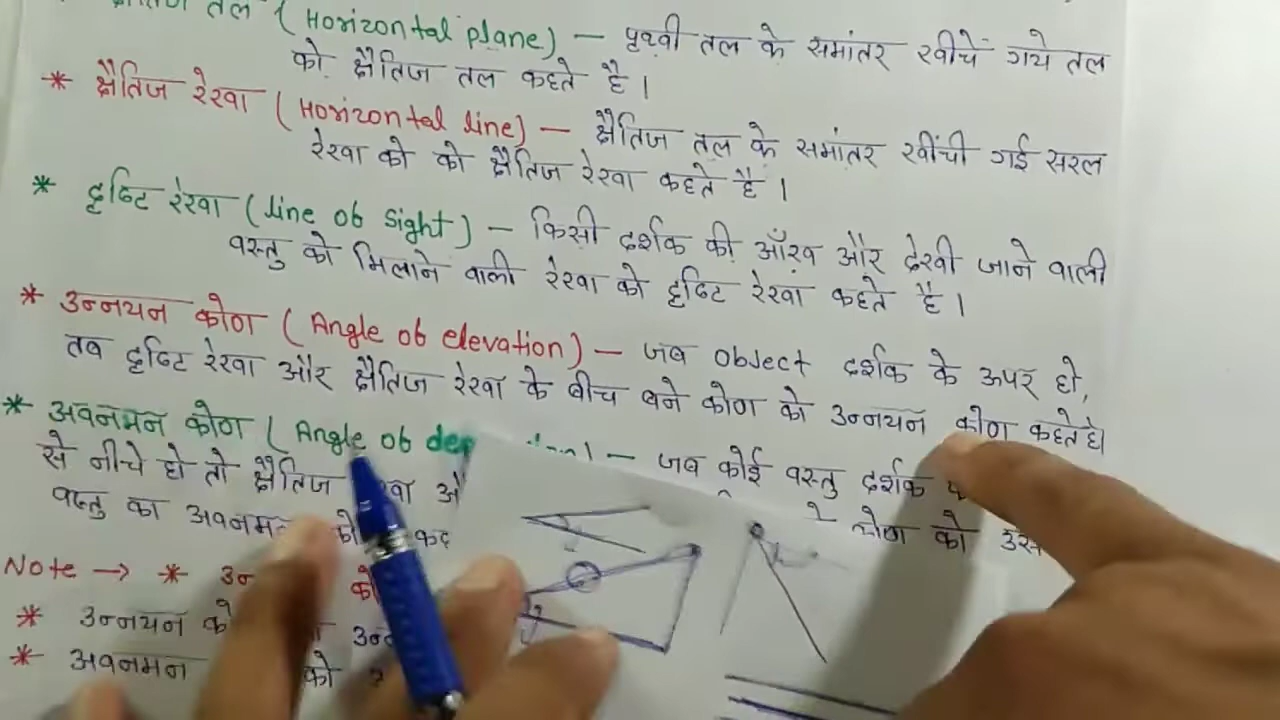 तल (Horizontal plane) — पृथ्वी तल के समांतर खींचे गये तल
को क्षैतिज तल कहते है।
* क्षैतिज रेखा (Horizontal line) — क्षैतिज तल के समांतर खींची गई सरल
रेखा को को क्षैतिज रेखा कहते है।
* दृष्टि रेखा (line of sight) — किसी दर्शक की आँख और देखी जाने वाली
वस्तु को मिलाने वाली रेखा को दृष्टि रेखा कहते है।
* उन्नयन कोण (Angle of elevation) — जब object दर्शक के ऊपर हो,
तब दृष्टि रेखा और क्षैतिज रेखा के बीच बने कोण को उन्नयन कोण कहते है।
* अवनमन कोण (Angle of dep — जब कोई वस्तु दर्शक
से नीचे हो तो क्षैतिज कोण को उस
वस्तु का अवनमन
Note → *
* उन्नयन
* अवनमन को